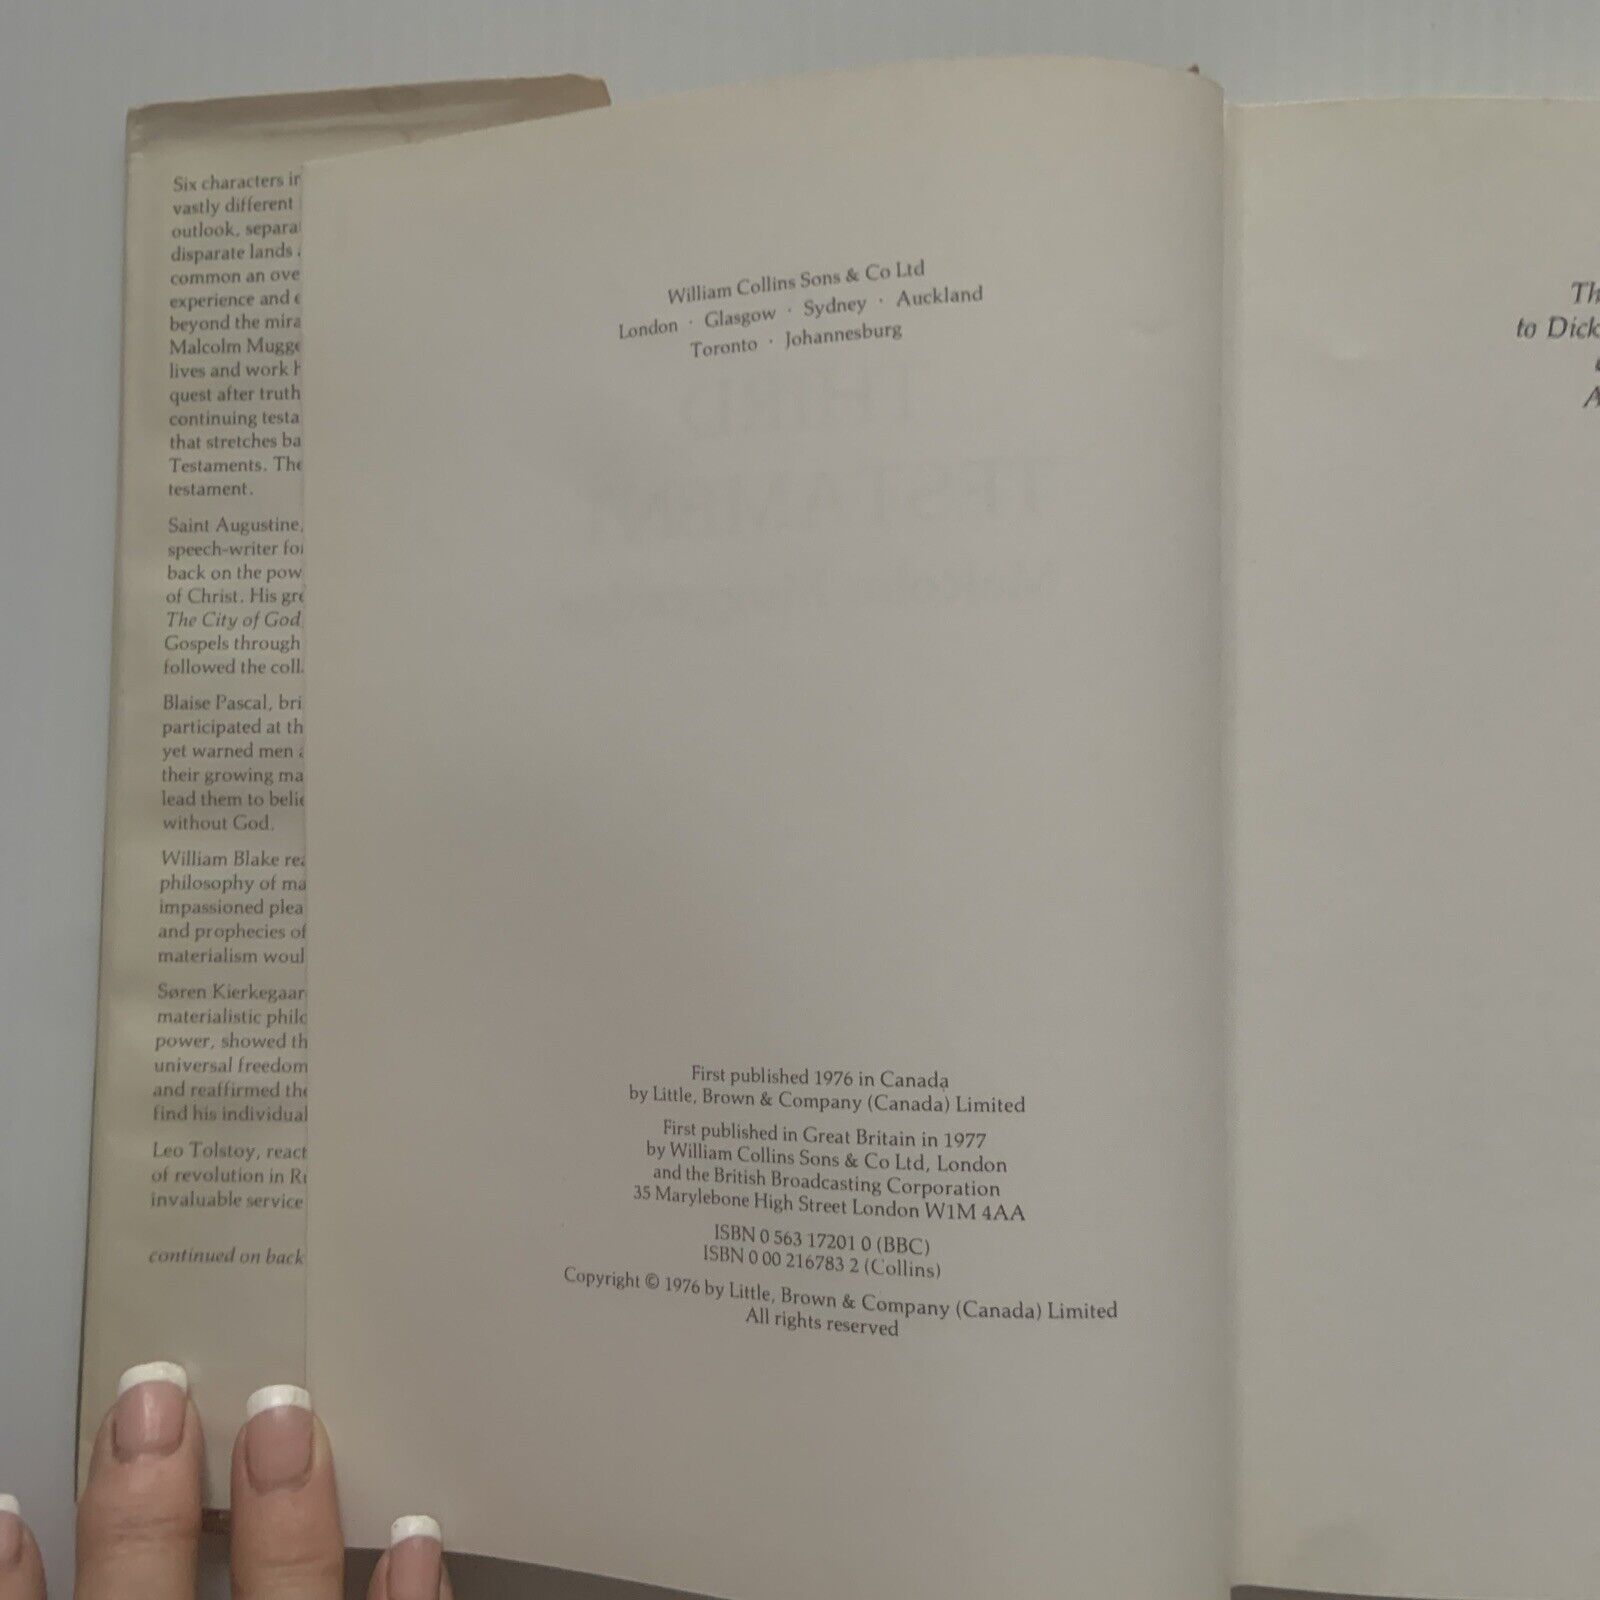 Six characters in
vastly different
outlook, separa
disparate lands
common an ove
experience and
beyond the mira
Malcolm Mugge
lives and work
quest after truth
continuing testa
that stretches ba
Testaments. The
testament.
Saint Augustine,
speech-writer for
back on the pow
of Christ. His gre
The City of God
Gospels through
followed the coll
Blaise Pascal, bri
participated at th
yet warned men
their growing ma
lead them to belie
without God.
William Blake rea
philosophy of ma
impassioned plea
and prophecies of
materialism woul
Søren Kierkegaar
materialistic philo
power, showed th
universal freedom
and reaffirmed the
find his individual
Leo Tolstoy, react
of revolution in Ru
invaluable service
continued on back
William Collins Sons & Co Ltd
London · Glasgow · Sydney · Auckland
Toronto · Johannesburg
First published 1976 in Canada
by Little, Brown & Company (Canada) Limited
First published in Great Britain in 1977
by William Collins Sons & Co Ltd, London
and the British Broadcasting Corporation
35 Marylebone High Street London W1M 4AA
ISBN 0 563 17201 0 (BBC)
ISBN 0 00 216783 2 (Collins)
Copyright © 1976 by Little, Brown & Company (Canada) Limited
All rights reserved
Th
to Dick
A